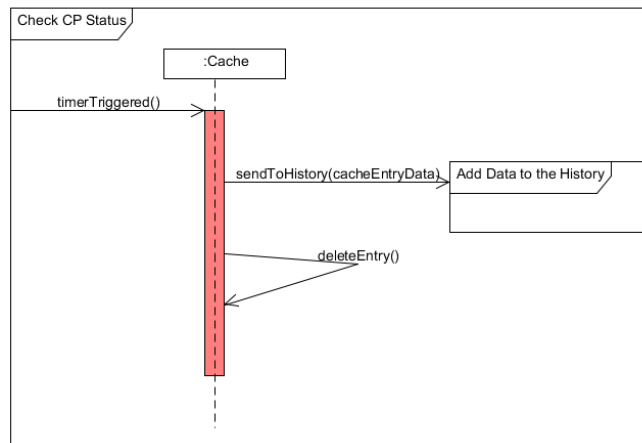 Check CP Status
:Cache
timerTriggered()
sendToHistory(cacheEntryData)
Add Data to the History
deleteEntry()